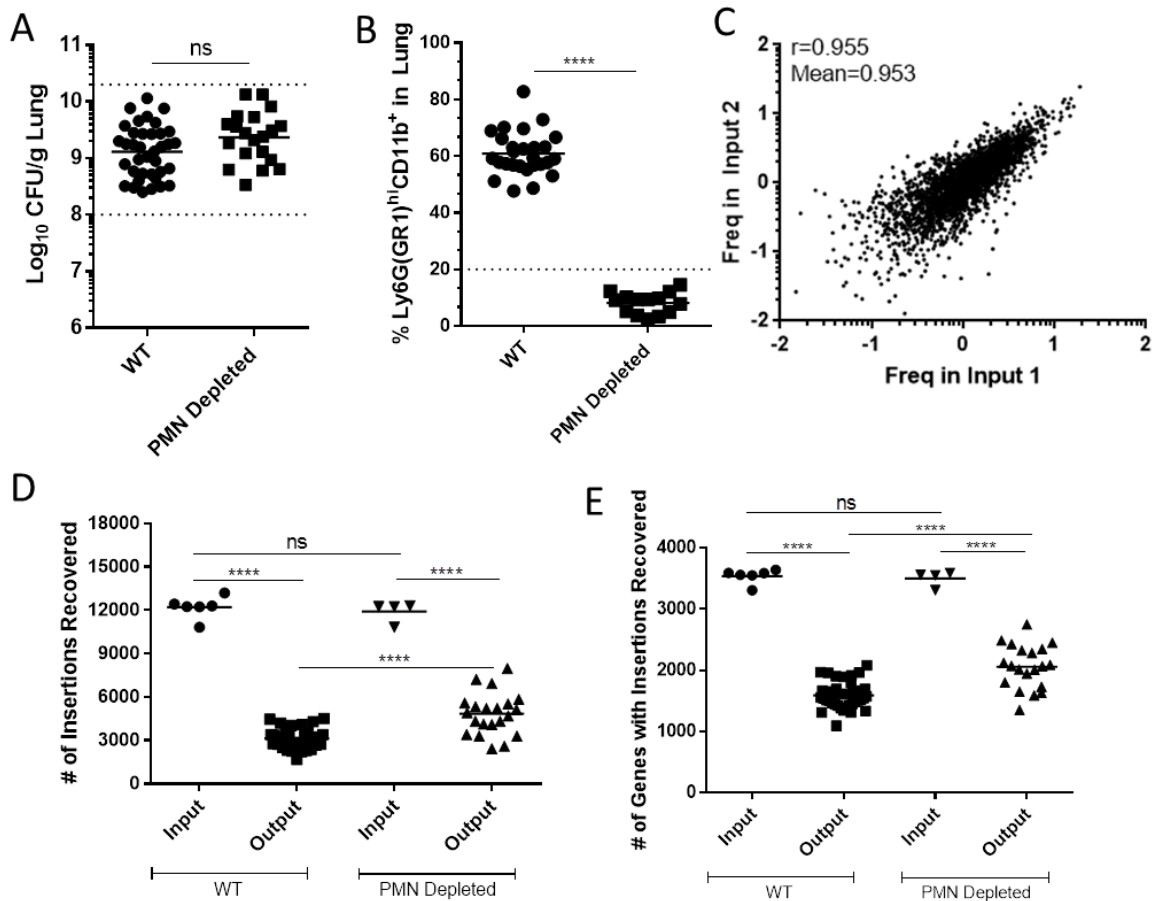 A
Log₁₀ CFU/g Lung
11
10
9
8
7
6
ns
WT
PMN Depleted
B
% Ly6G(GR1)ʰⁱCD11b⁺ in Lung
100
80
60
40
20
0
****
WT
PMN Depleted
C
r=0.955
Mean=0.953
Freq in Input 2
2
1
0
-1
-2
-2 -1 0 1 2
Freq in Input 1
D
# of Insertions Recovered
18000
15000
12000
9000
6000
3000
0
ns
**** ****
****
Input Output Input Output
WT PMN Depleted
E
# of Genes with Insertions Recovered
4000
3000
2000
1000
0
ns
****
**** ****
Input Output Input Output
WT PMN Depleted